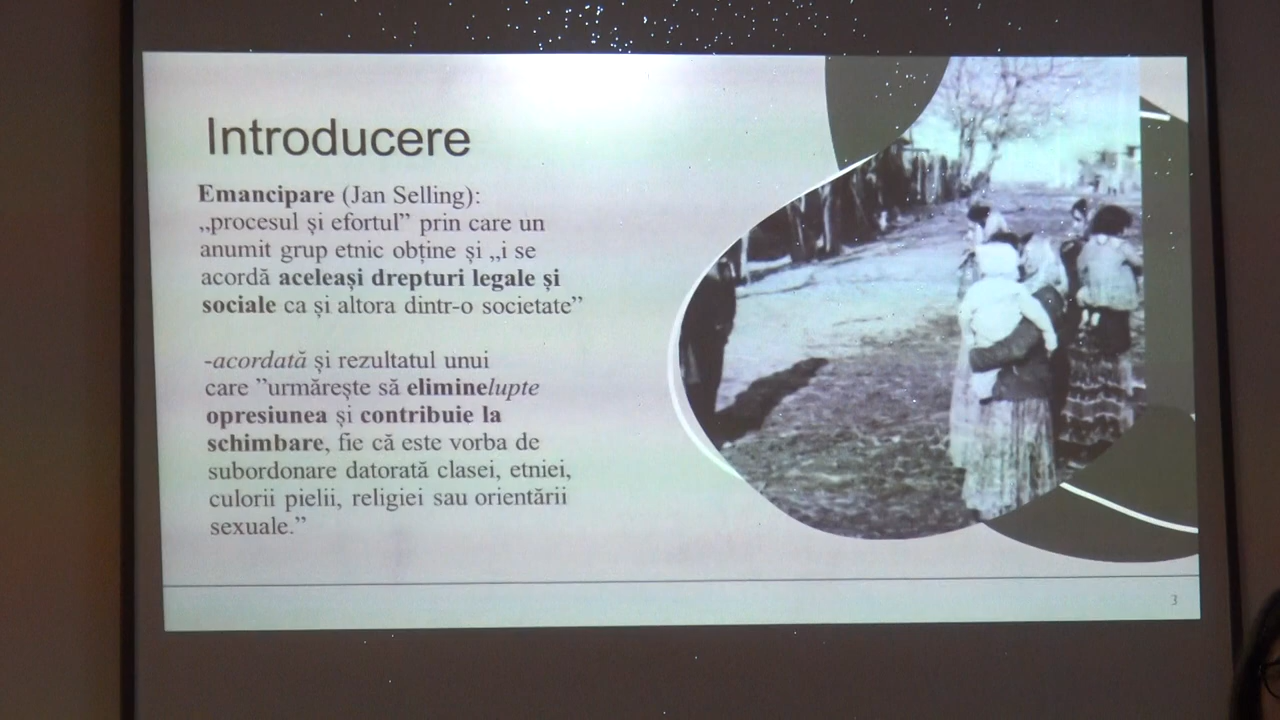 Introducere
Emancipare (Jan Selling):
„procesul și efortul” prin care un
anumit grup etnic obține și „i se
acordă aceleași drepturi legale și
sociale ca și altora dintr-o societate”
-acordată și rezultatul unui
care ”urmărește să eliminelupte
opresiunea și contribuie la
schimbare, fie că este vorba de
subordonare datorată clasei, etniei,
culorii pielii, religiei sau orientării
sexuale.”
3